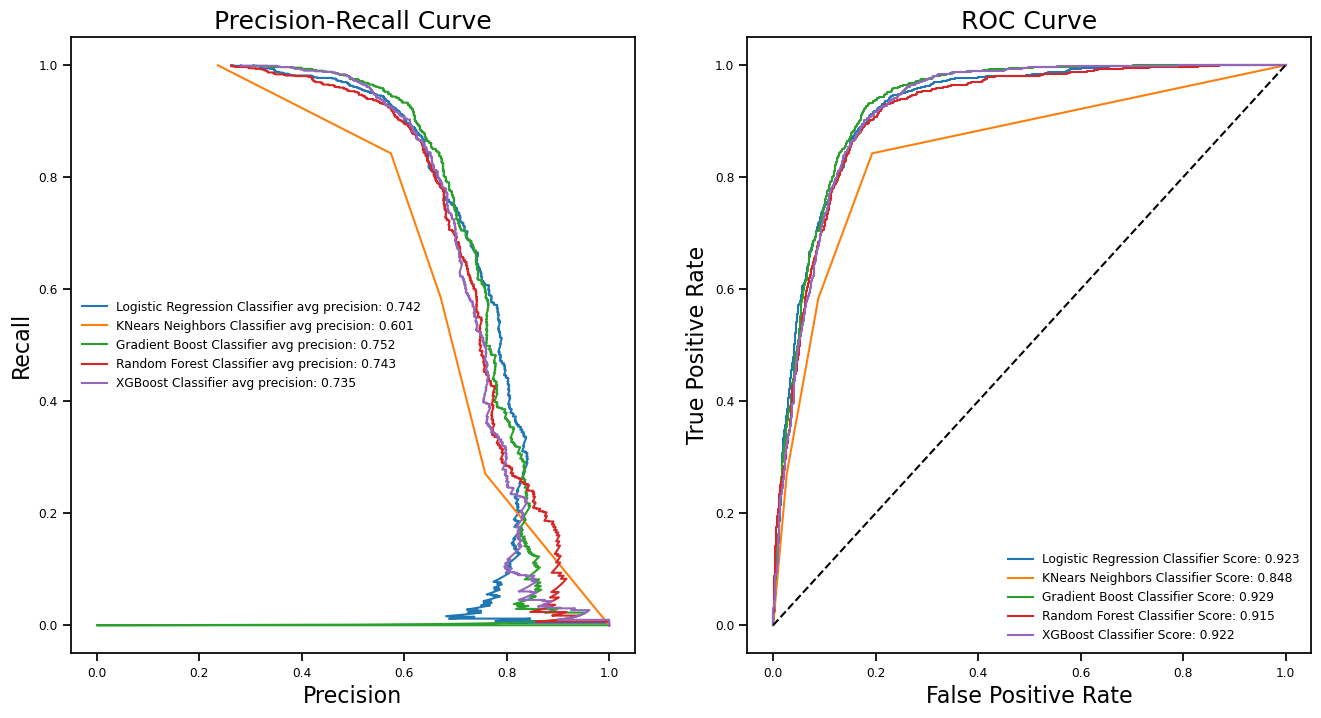 Precision-Recall Curve
Recall
1.0
0.8
0.6
0.4
0.2
0.0
Logistic Regression Classifier avg precision: 0.742
KNears Neighbors Classifier avg precision: 0.601
Gradient Boost Classifier avg precision: 0.752
Random Forest Classifier avg precision: 0.743
XGBoost Classifier avg precision: 0.735
0.0 0.2 0.4 0.6 0.8 1.0
Precision
ROC Curve
True Positive Rate
1.0
0.8
0.6
0.4
0.2
0.0
Logistic Regression Classifier Score: 0.923
KNears Neighbors Classifier Score: 0.848
Gradient Boost Classifier Score: 0.929
Random Forest Classifier Score: 0.915
XGBoost Classifier Score: 0.922
0.0 0.2 0.4 0.6 0.8 1.0
False Positive Rate